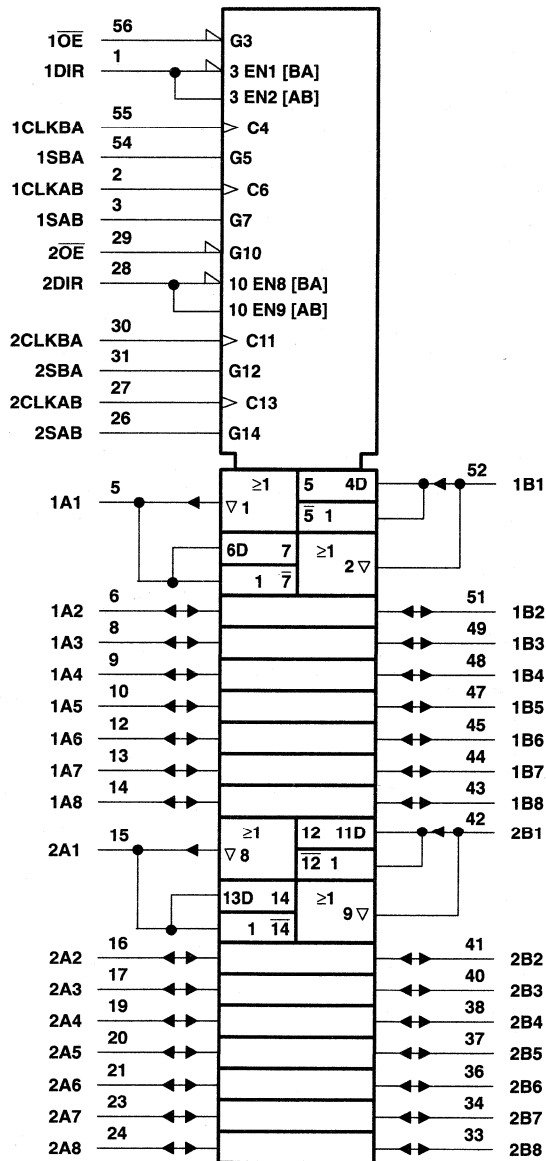 1O̅E̅ 56 G3
1DIR 1 3 EN1 [BA]
3 EN2 [AB]
1CLKBA 55 C4
1SBA 54 G5
1CLKAB 2 C6
1SAB 3 G7
2O̅E̅ 29 G10
2DIR 28 10 EN8 [BA]
10 EN9 [AB]
2CLKBA 30 C11
2SBA 31 G12
2CLKAB 27 C13
2SAB 26 G14
1A1 5 ≥1 ▽ 1 5 4D 52 1B1
5̅ 1
6D 7 ≥1 2 ▽
1 7̅
1A2 6 51 1B2
1A3 8 49 1B3
1A4 9 48 1B4
1A5 10 47 1B5
1A6 12 45 1B6
1A7 13 44 1B7
1A8 14 43 1B8
2A1 15 ≥1 ▽ 8 12 11D 42 2B1
1̅2̅ 1
13D 14 ≥1 9 ▽
1 1̅4̅
2A2 16 41 2B2
2A3 17 40 2B3
2A4 19 38 2B4
2A5 20 37 2B5
2A6 21 36 2B6
2A7 23 34 2B7
2A8 24 33 2B8